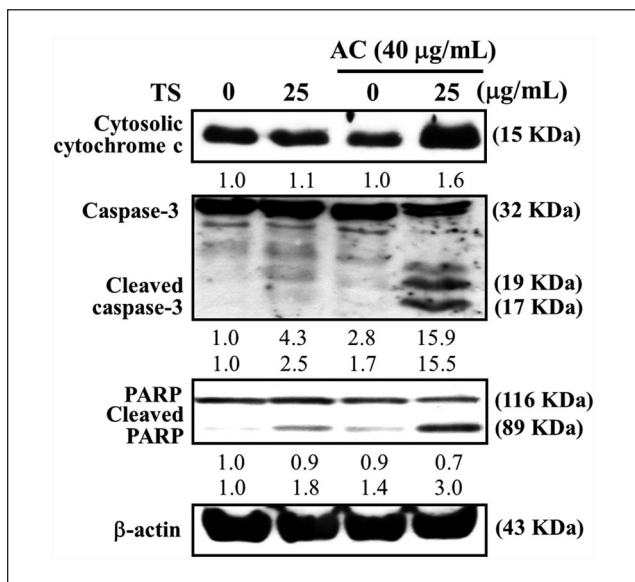 AC (40 μg/mL)
TS 0 25 0 25 (μg/mL)
Cytosolic
cytochrome c (15 KDa)
1.0 1.1 1.0 1.6
Caspase-3 (32 KDa)
Cleaved (19 KDa)
caspase-3 (17 KDa)
1.0 4.3 2.8 15.9
1.0 2.5 1.7 15.5
PARP (116 KDa)
Cleaved
PARP (89 KDa)
1.0 0.9 0.9 0.7
1.0 1.8 1.4 3.0
β-actin (43 KDa)